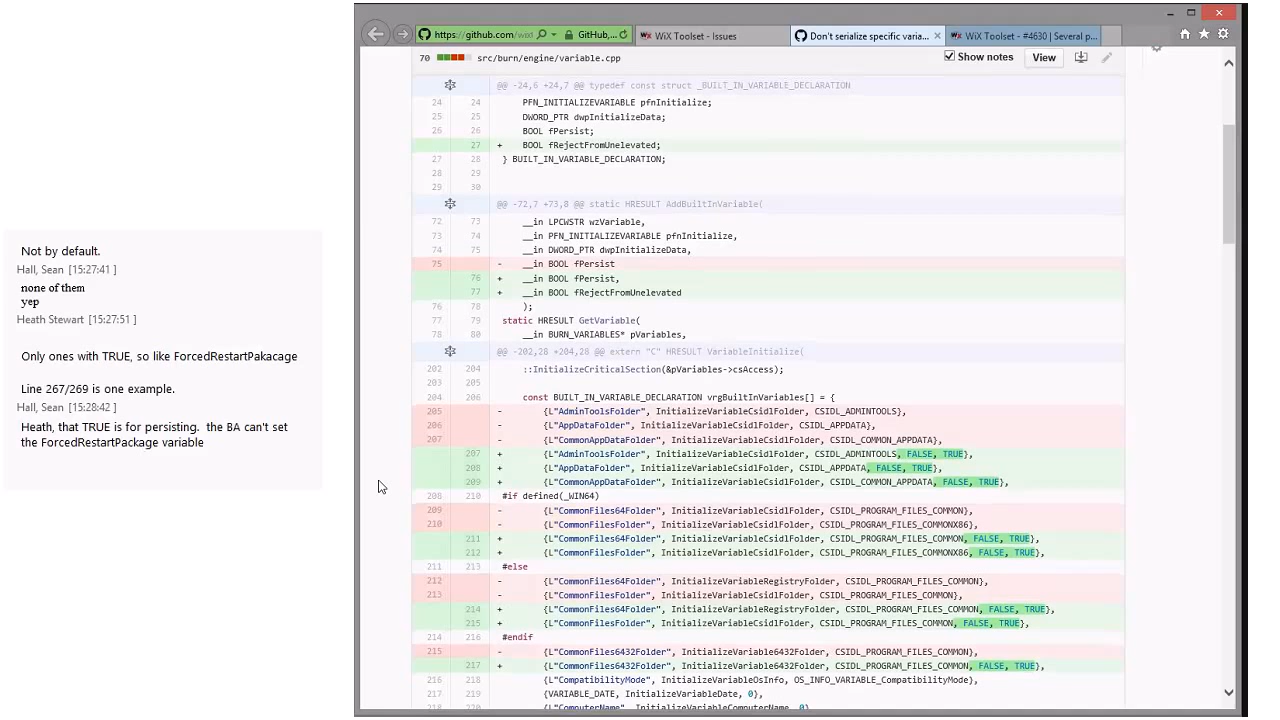 Not by default.
Hall, Sean [15:27:41 ]
none of them
yep
Heath Stewart [15:27:51 ]
Only ones with TRUE, so like ForcedRestartPakacage
Line 267/269 is one example.
Hall, Sean [15:28:42 ]
Heath, that TRUE is for persisting. the BA can't set
the ForcedRestartPackage variable
https://github.com/wixt GitHub,... WiX Toolset - Issues Don't serialize specific varia... WiX Toolset - #4630 | Several p...
70 src/burn/engine/variable.cpp Show notes View
@@ -24,6 +24,7 @@ typedef const struct _BUILT_IN_VARIABLE_DECLARATION
24 24 PFN_INITIALIZEVARIABLE pfnInitialize;
25 25 DWORD_PTR dwpInitializeData;
26 26 BOOL fPersist;
27 + BOOL fRejectFromUnelevated;
27 28 } BUILT_IN_VARIABLE_DECLARATION;
28 29
29 30
@@ -72,7 +73,8 @@ static HRESULT AddBuiltInVariable(
72 73 __in LPCWSTR wzVariable,
73 74 __in PFN_INITIALIZEVARIABLE pfnInitialize,
74 75 __in DWORD_PTR dwpInitializeData,
75 - __in BOOL fPersist
76 + __in BOOL fPersist,
77 + __in BOOL fRejectFromUnelevated
76 78 );
77 79 static HRESULT GetVariable(
78 80 __in BURN_VARIABLES* pVariables,
@@ -202,28 +204,28 @@ extern "C" HRESULT VariableInitialize(
202 204 ::InitializeCriticalSection(&pVariables->csAccess);
203 205
204 206 const BUILT_IN_VARIABLE_DECLARATION vrgBuiltInVariables[] = {
205 - {L"AdminToolsFolder", InitializeVariableCsidlFolder, CSIDL_ADMINTOOLS},
206 - {L"AppDataFolder", InitializeVariableCsidlFolder, CSIDL_APPDATA},
207 - {L"CommonAppDataFolder", InitializeVariableCsidlFolder, CSIDL_COMMON_APPDATA},
207 + {L"AdminToolsFolder", InitializeVariableCsidlFolder, CSIDL_ADMINTOOLS, FALSE, TRUE},
208 + {L"AppDataFolder", InitializeVariableCsidlFolder, CSIDL_APPDATA, FALSE, TRUE},
209 + {L"CommonAppDataFolder", InitializeVariableCsidlFolder, CSIDL_COMMON_APPDATA, FALSE, TRUE},
208 210 #if defined(_WIN64)
209 - {L"CommonFiles64Folder", InitializeVariableCsidlFolder, CSIDL_PROGRAM_FILES_COMMON},
210 - {L"CommonFilesFolder", InitializeVariableCsidlFolder, CSIDL_PROGRAM_FILES_COMMONX86},
211 + {L"CommonFiles64Folder", InitializeVariableCsidlFolder, CSIDL_PROGRAM_FILES_COMMON, FALSE, TRUE},
212 + {L"CommonFilesFolder", InitializeVariableCsidlFolder, CSIDL_PROGRAM_FILES_COMMONX86, FALSE, TRUE},
211 213 #else
212 - {L"CommonFiles64Folder", InitializeVariableRegistryFolder, CSIDL_PROGRAM_FILES_COMMON},
213 - {L"CommonFilesFolder", InitializeVariableCsidlFolder, CSIDL_PROGRAM_FILES_COMMON},
214 + {L"CommonFiles64Folder", InitializeVariableRegistryFolder, CSIDL_PROGRAM_FILES_COMMON, FALSE, TRUE},
215 + {L"CommonFilesFolder", InitializeVariableCsidlFolder, CSIDL_PROGRAM_FILES_COMMON, FALSE, TRUE},
214 216 #endif
215 - {L"CommonFiles6432Folder", InitializeVariable6432Folder, CSIDL_PROGRAM_FILES_COMMON},
217 + {L"CommonFiles6432Folder", InitializeVariable6432Folder, CSIDL_PROGRAM_FILES_COMMON, FALSE, TRUE},
216 218 {L"CompatibilityMode", InitializeVariableOsInfo, OS_INFO_VARIABLE_CompatibilityMode},
217 219 {VARIABLE_DATE, InitializeVariableDate, 0},
218 220 {L"ComputerName", InitializeVariableComputerName, 0}